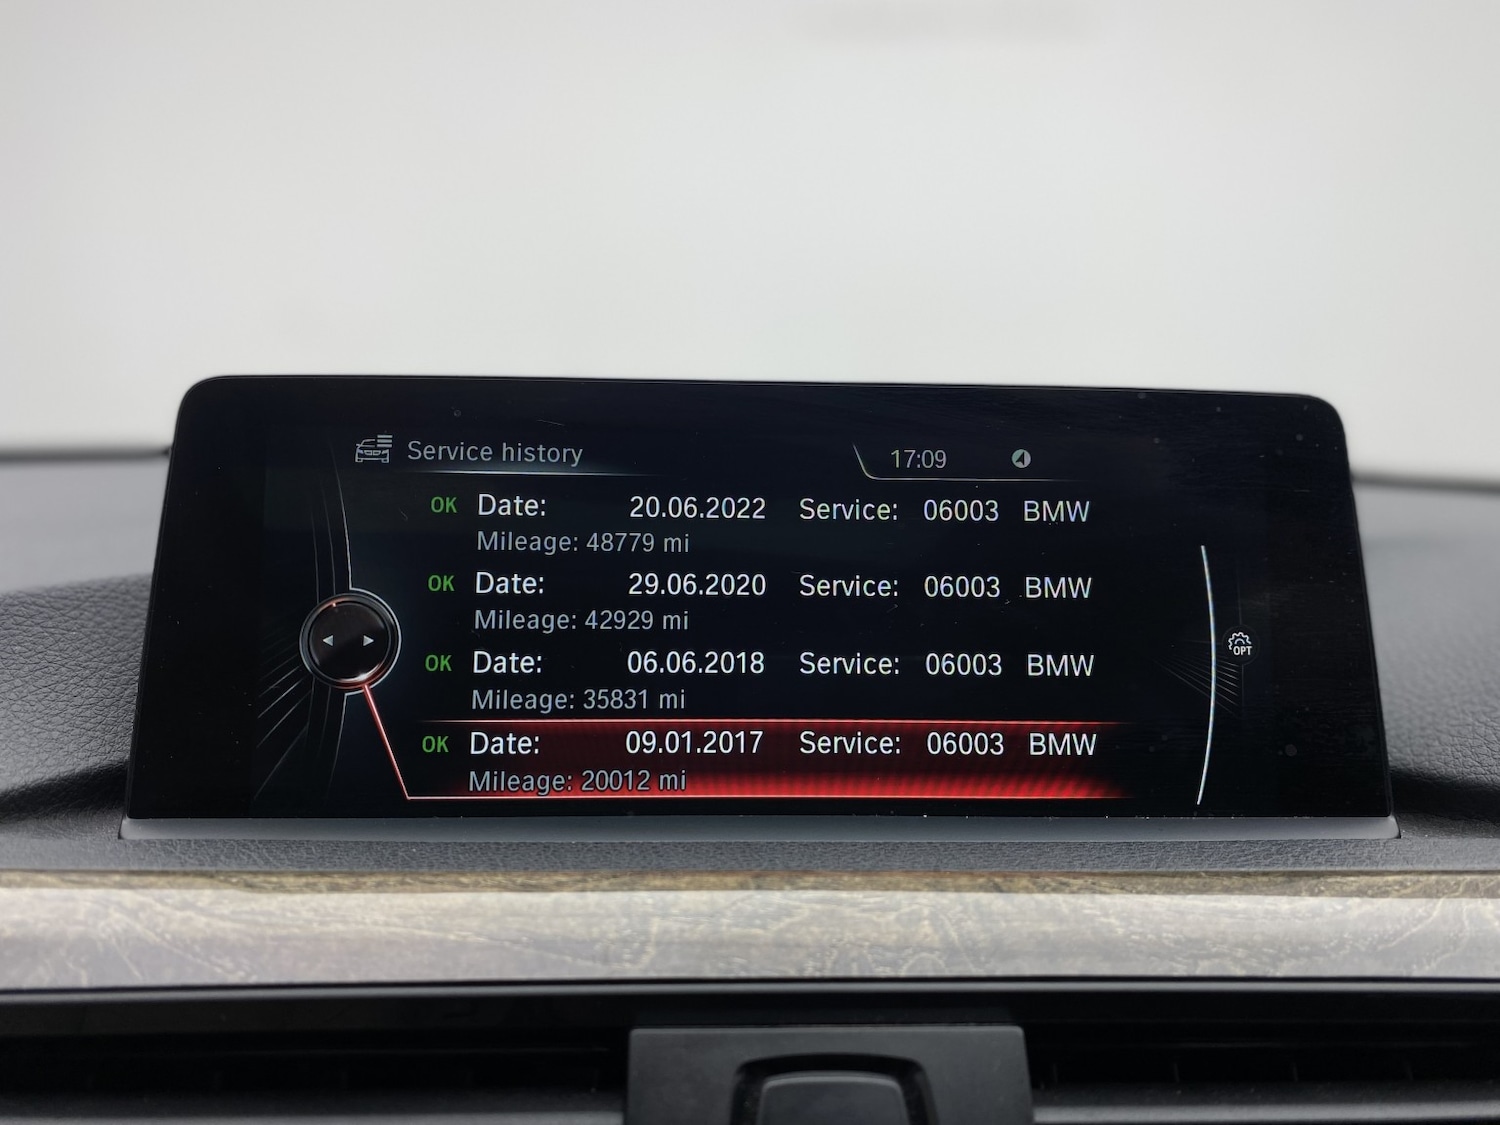 Service history 17:09
OK Date: 20.06.2022 Service: 06003 BMW
Mileage: 48779 mi
OK Date: 29.06.2020 Service: 06003 BMW
Mileage: 42929 mi
OK Date: 06.06.2018 Service: 06003 BMW
Mileage: 35831 mi
OK Date: 09.01.2017 Service: 06003 BMW
Mileage: 20012 mi
OPT